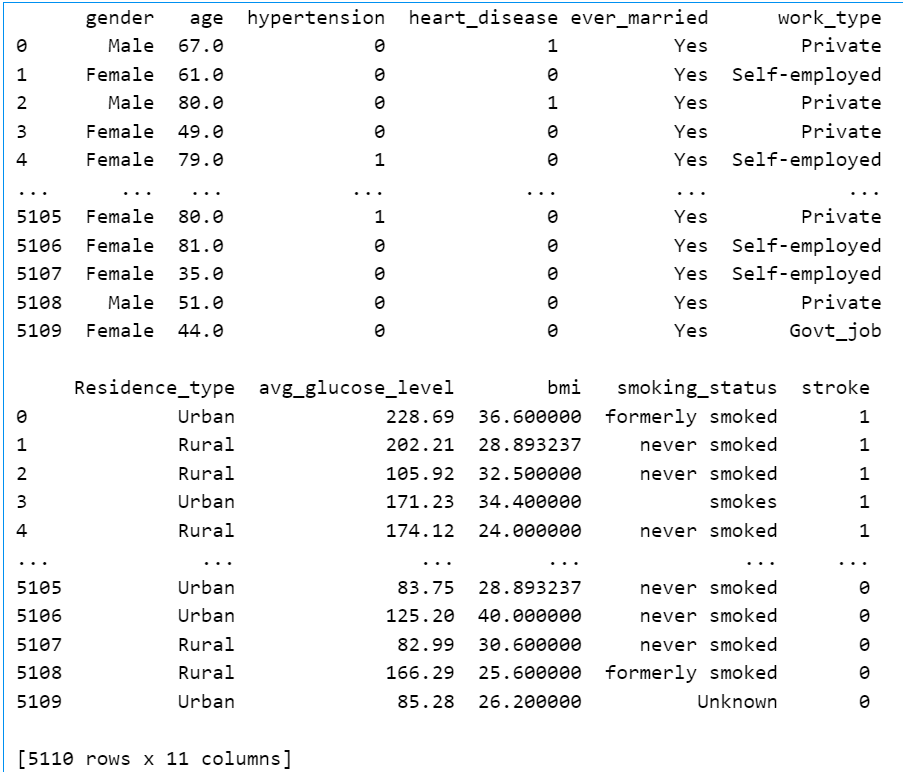 gender age hypertension heart_disease ever_married work_type
0 Male 67.0 0 1 Yes Private
1 Female 61.0 0 0 Yes Self-employed
2 Male 80.0 0 1 Yes Private
3 Female 49.0 0 0 Yes Private
4 Female 79.0 1 0 Yes Self-employed
... ... ... ... ... ... ...
5105 Female 80.0 1 0 Yes Private
5106 Female 81.0 0 0 Yes Self-employed
5107 Female 35.0 0 0 Yes Self-employed
5108 Male 51.0 0 0 Yes Private
5109 Female 44.0 0 0 Yes Govt_job
Residence_type avg_glucose_level bmi smoking_status stroke
0 Urban 228.69 36.600000 formerly smoked 1
1 Rural 202.21 28.893237 never smoked 1
2 Rural 105.92 32.500000 never smoked 1
3 Urban 171.23 34.400000 smokes 1
4 Rural 174.12 24.000000 never smoked 1
... ... ... ... ... ...
5105 Urban 83.75 28.893237 never smoked 0
5106 Urban 125.20 40.000000 never smoked 0
5107 Rural 82.99 30.600000 never smoked 0
5108 Rural 166.29 25.600000 formerly smoked 0
5109 Urban 85.28 26.200000 Unknown 0
[5110 rows x 11 columns]